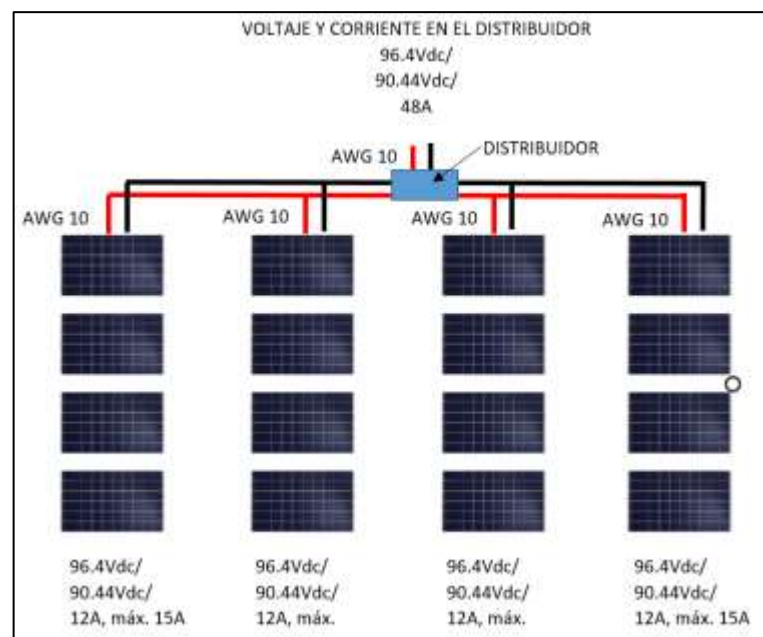 VOLTAJE Y CORRIENTE EN EL DISTRIBUIDOR
96.4Vdc/
90.44Vdc/
48A
AWG 10
DISTRIBUIDOR
AWG 10
AWG 10
AWG 10
AWG 10
96.4Vdc/
90.44Vdc/
12A, máx. 15A
96.4Vdc/
90.44Vdc/
12A, máx.
96.4Vdc/
90.44Vdc/
12A, máx.
96.4Vdc/
90.44Vdc/
12A, máx. 15A